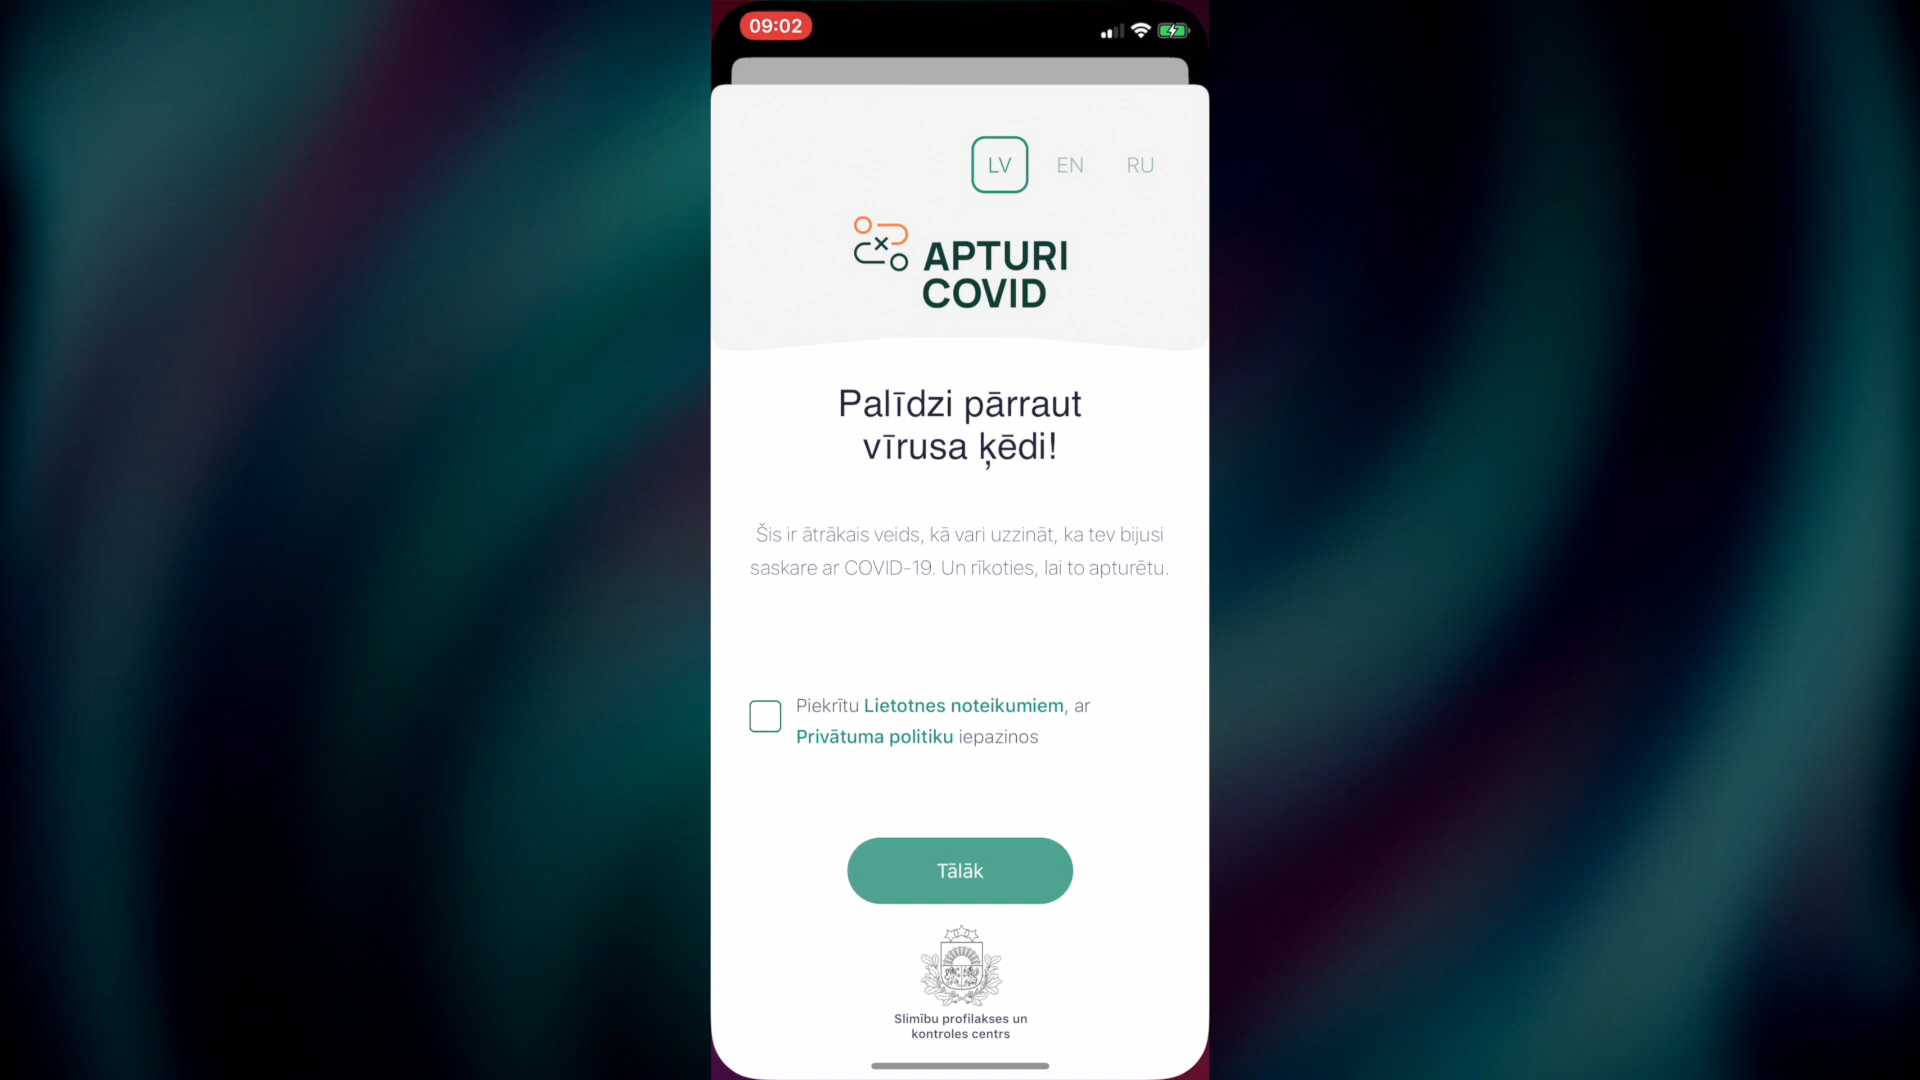 09:02
LV EN RU
APTURI
COVID
Palīdzi pārraut
vīrusa ķēdi!
Šis ir ātrākais veids, kā vari uzzināt, ka tev bijusi
saskare ar COVID-19. Un rīkoties, lai to apturētu.
Piekrītu Lietotnes noteikumiem, ar
Privātuma politiku iepazinos
Tālāk
Slimību profilakses un
kontroles centrs